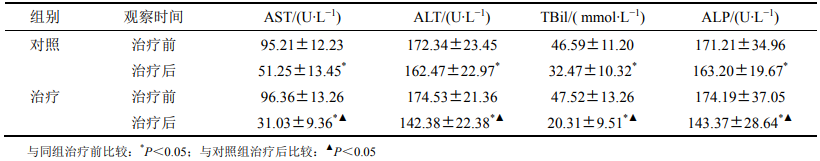 组别 观察时间 AST/(U·L⁻¹) ALT/(U·L⁻¹) TBil/( mmol·L⁻¹) ALP/(U·L⁻¹)
对照 治疗前 95.21±12.23 172.34±23.45 46.59±11.20 171.21±34.96
治疗后 51.25±13.45* 162.47±22.97* 32.47±10.32* 163.20±19.67*
治疗 治疗前 96.36±13.26 174.53±21.36 47.52±13.26 174.19±37.05
治疗后 31.03±9.36*▲ 142.38±22.38*▲ 20.31±9.51*▲ 143.37±28.64*▲
与同组治疗前比较：*P＜0.05；与对照组治疗后比较：▲P＜0.05